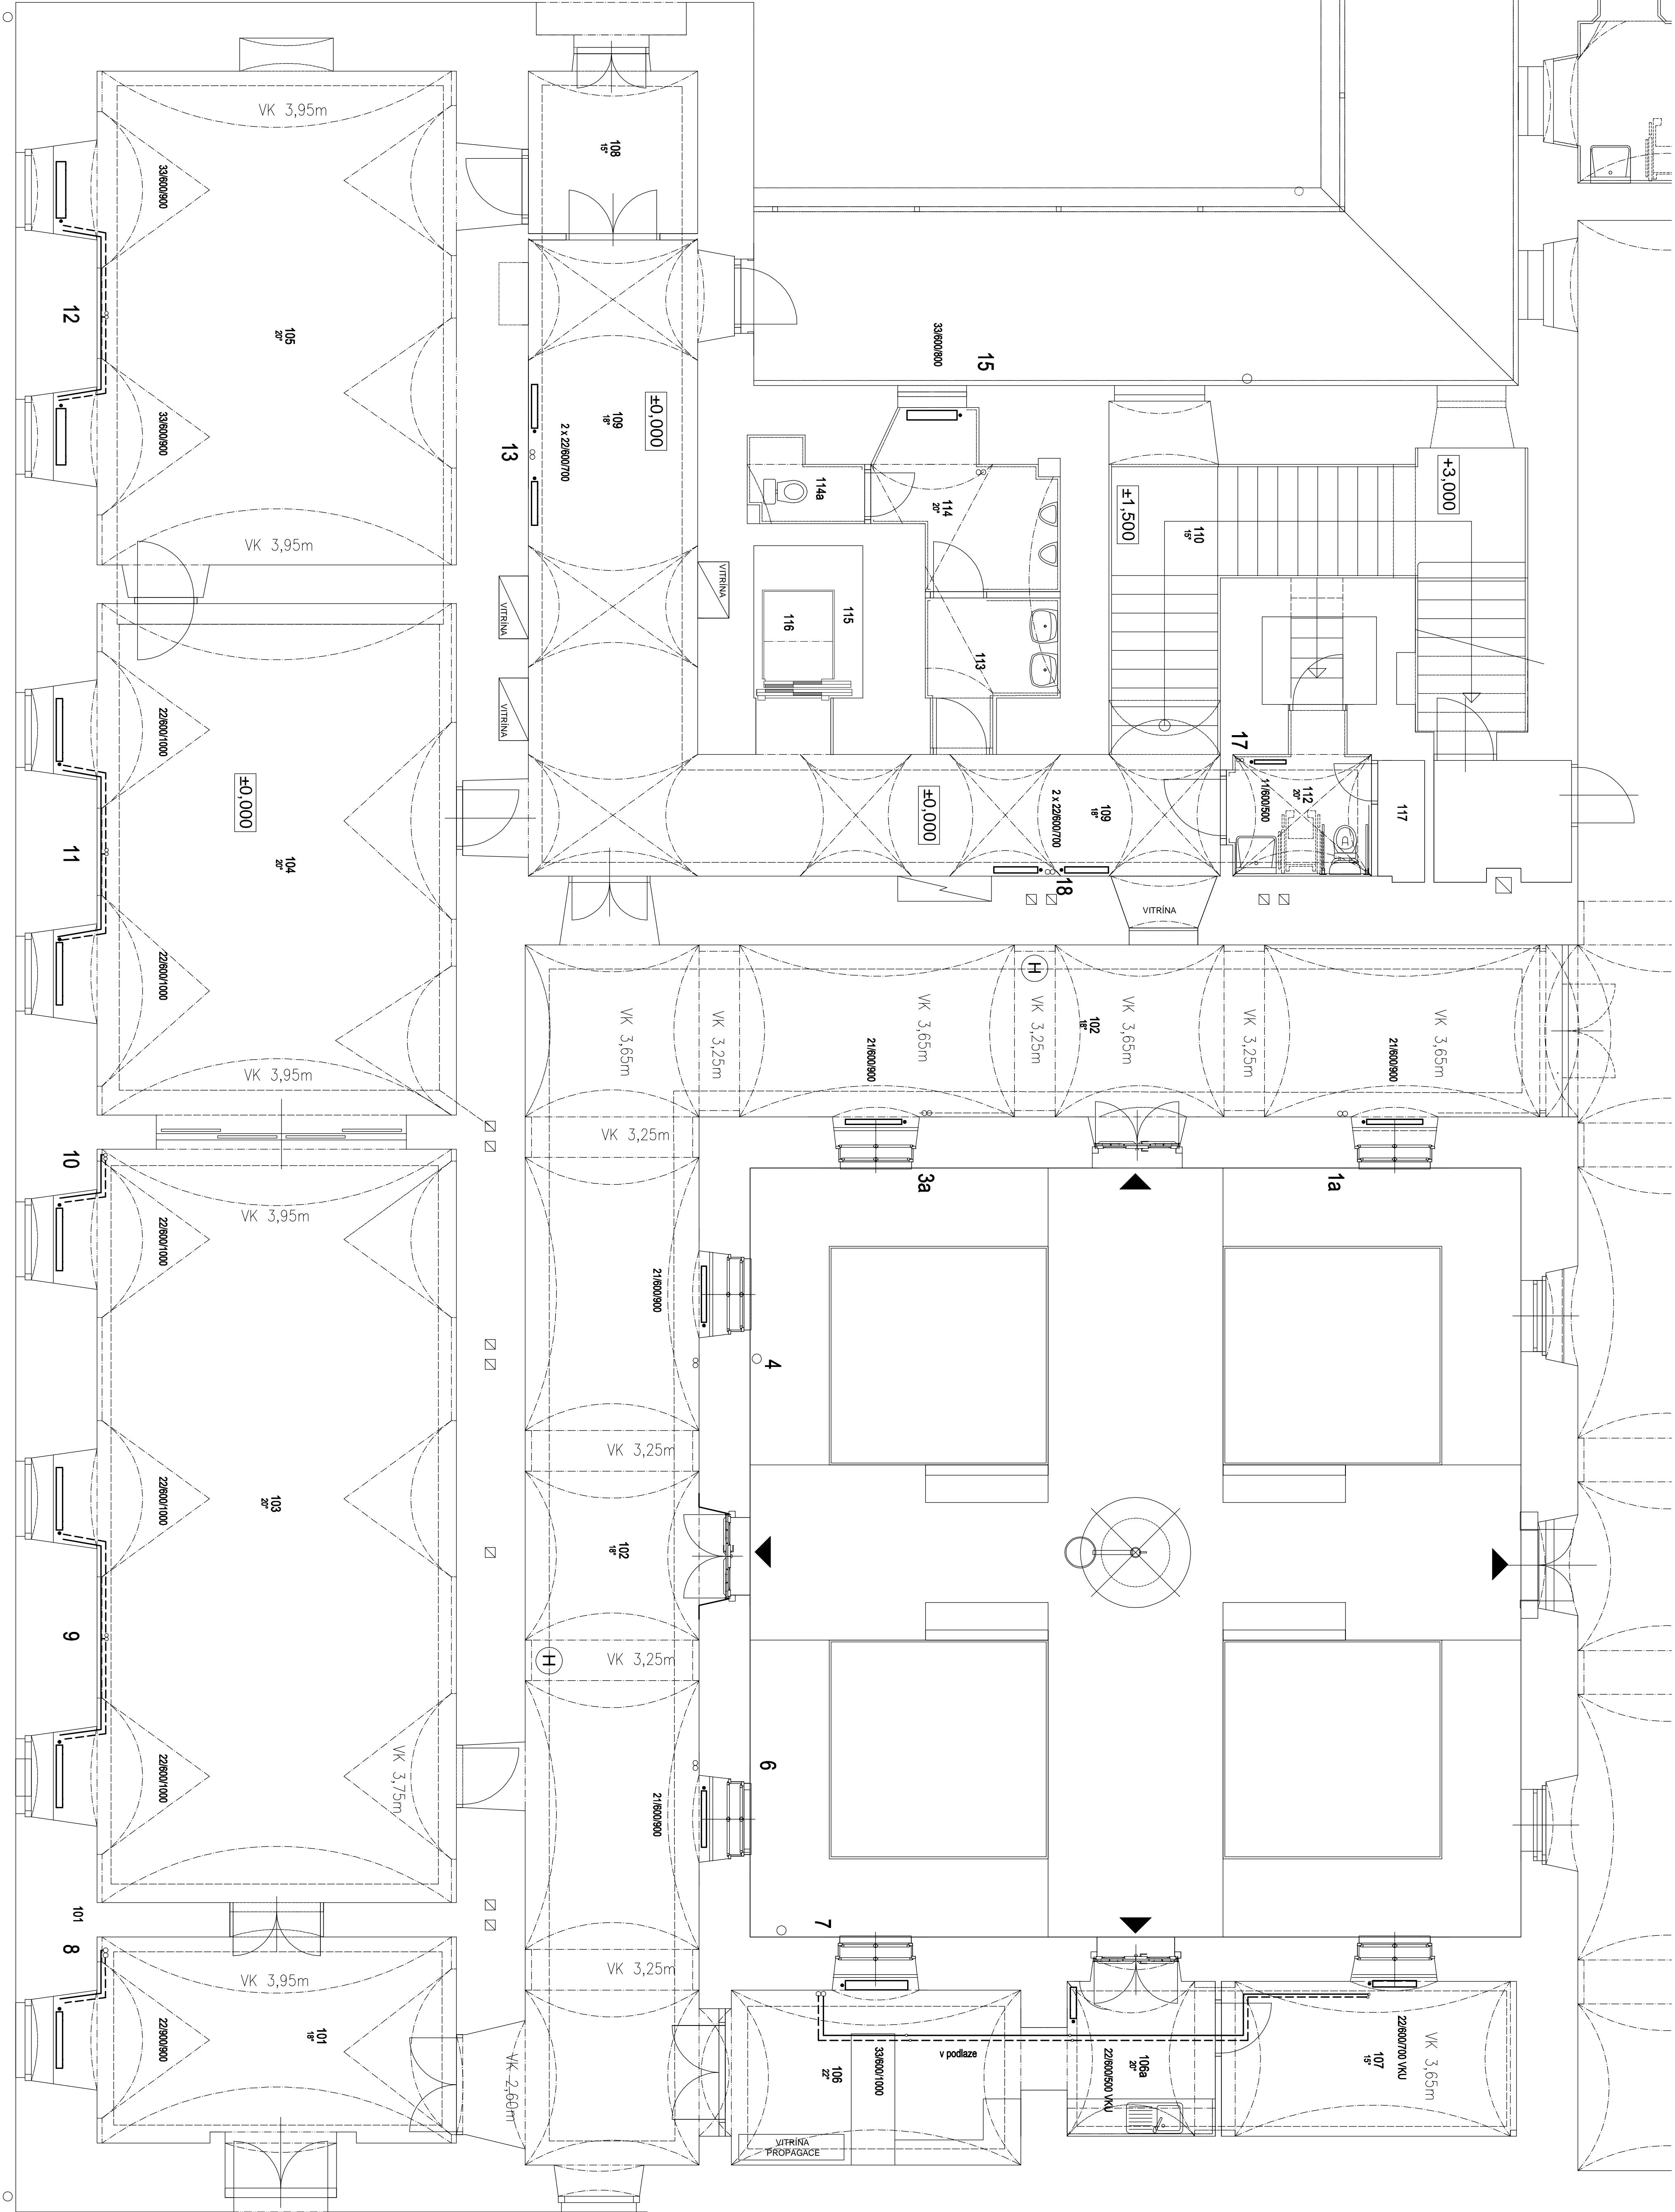 VK 3,95m
33/600/900
12
105
20°
33/600/900
VK 3,95m
108
15°
±0,000
109
18°
2 x 22/600/700
13
VITRÍNA
VITRÍNA
VITRÍNA
33/600/800
15
114a
114
20°
115
116
113
±1,500
110
15°
+3,000
17
11/600/500
112
20°
117
22/600/1000
±0,000
11
104
20°
22/600/1000
VK 3,95m
±0,000
2 x 22/600/700
109
18°
18
VITRÍNA
VK 3,65m
VK 3,25m
VK 3,65m
21/600/900
H
VK 3,25m
102
18°
VK 3,65m
VK 3,25m
21/600/900
VK 3,65m
VK 3,25m
3a
1a
10
22/600/1000
VK 3,95m
21/600/900
4
VK 3,25m
22/600/1000
103
20°
102
18°
9
H
VK 3,25m
22/600/1000
VK 3,75m
21/600/900
6
101
8
VK 3,95m
7
VK 3,25m
22/900/900
101
18°
VK 2,60m
106
22°
33/600/1000
v podlaze
106a
20°
22/600/500 VKU
22/600/700 VKU
107
15°
VK 3,65m
VITRÍNA
PROPAGACE